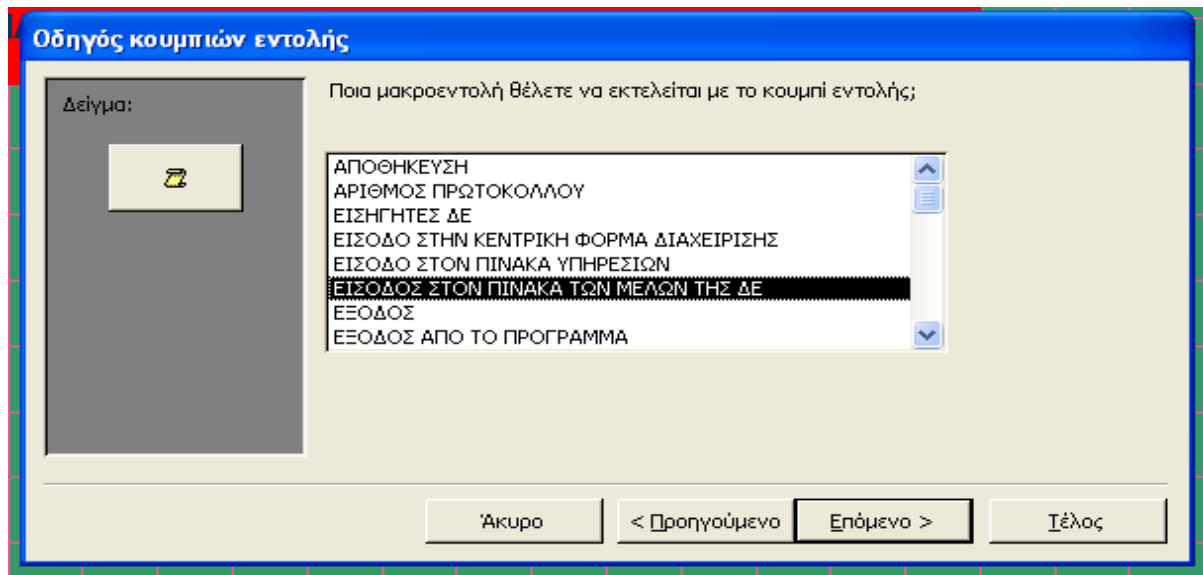 Οδηγός κουμπιών εντολής
Δείγμα:
Ποια μακροεντολή θέλετε να εκτελείται με το κουμπί εντολής;
ΑΠΟΘΗΚΕΥΣΗ
ΑΡΙΘΜΟΣ ΠΡΩΤΟΚΟΛΛΟΥ
ΕΙΣΗΓΗΤΕΣ ΔΕ
ΕΙΣΟΔΟ ΣΤΗΝ ΚΕΝΤΡΙΚΗ ΦΟΡΜΑ ΔΙΑΧΕΙΡΙΣΗΣ
ΕΙΣΟΔΟ ΣΤΟΝ ΠΙΝΑΚΑ ΥΠΗΡΕΣΙΩΝ
ΕΙΣΟΔΟΣ ΣΤΟΝ ΠΙΝΑΚΑ ΤΩΝ ΜΕΛΩΝ ΤΗΣ ΔΕ
ΕΞΟΔΟΣ
ΕΞΟΔΟΣ ΑΠΟ ΤΟ ΠΡΟΓΡΑΜΜΑ
Άκυρο
< Προηγούμενο
Επόμενο >
Τέλος